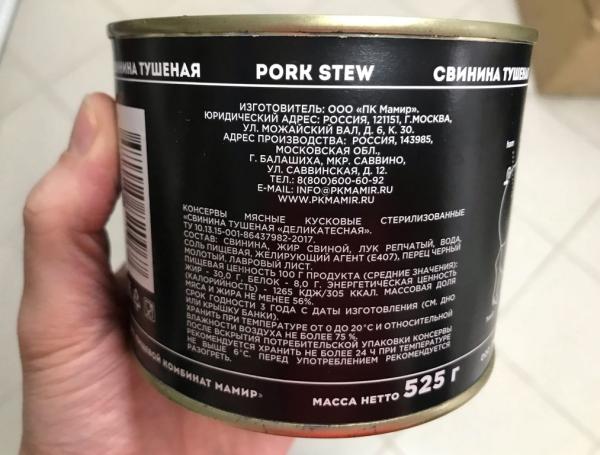 СВИНИНА ТУШЕНАЯ PORK STEW СВИНИНА ТУШЕНАЯ
ИЗГОТОВИТЕЛЬ: ООО «ПК Мамир».
ЮРИДИЧЕСКИЙ АДРЕС: РОССИЯ, 121151, Г.МОСКВА,
УЛ. МОЖАЙСКИЙ ВАЛ, Д. 6, К. 30.
АДРЕС ПРОИЗВОДСТВА: РОССИЯ, 143985,
МОСКОВСКАЯ ОБЛ.,
Г. БАЛАШИХА, МКР. САВВИНО,
УЛ. САВВИНСКАЯ, Д. 12.
ТЕЛ.: 8(800)600-60-92
E-MAIL: INFO@PKMAMIR.RU
WWW.PKMAMIR.RU
КОНСЕРВЫ МЯСНЫЕ КУСКОВЫЕ СТЕРИЛИЗОВАННЫЕ
«СВИНИНА ТУШЕНАЯ «ДЕЛИКАТЕСНАЯ».
ТУ 10.13.15-001-86437982-2017.
СОСТАВ: СВИНИНА, ЖИР СВИНОЙ, ЛУК РЕПЧАТЫЙ, ВОДА,
СОЛЬ ПИЩЕВАЯ, ЖЕЛИРУЮЩИЙ АГЕНТ (Е407), ПЕРЕЦ ЧЕРНЫЙ
МОЛОТЫЙ, ЛАВРОВЫЙ ЛИСТ.
ПИЩЕВАЯ ЦЕННОСТЬ 100 Г ПРОДУКТА (СРЕДНИЕ ЗНАЧЕНИЯ):
ЖИР - 30,0 Г, БЕЛОК - 8,0 Г. ЭНЕРГЕТИЧЕСКАЯ ЦЕННОСТЬ
(КАЛОРИЙНОСТЬ) - 1265 КДЖ/305 ККАЛ. МАССОВАЯ ДОЛЯ
МЯСА И ЖИРА НЕ МЕНЕЕ 56%.
СРОК ГОДНОСТИ 3 ГОДА С ДАТЫ ИЗГОТОВЛЕНИЯ (СМ. ДНО
ИЛИ КРЫШКУ БАНКИ).
ХРАНИТЬ ПРИ ТЕМПЕРАТУРЕ ОТ 0 ДО 20°С И ОТНОСИТЕЛЬНОЙ
ВЛАЖНОСТИ ВОЗДУХА НЕ БОЛЕЕ 75 %.
ПОСЛЕ ВСКРЫТИЯ ПОТРЕБИТЕЛЬСКОЙ УПАКОВКИ КОНСЕРВЫ
РЕКОМЕНДУЕТСЯ ХРАНИТЬ НЕ БОЛЕЕ 24 Ч ПРИ ТЕМПЕРАТУРЕ
НЕ ВЫШЕ 6°С. ПЕРЕД УПОТРЕБЛЕНИЕМ РЕКОМЕНДУЕТСЯ
РАЗОГРЕТЬ.
КОМБИНАТ МАМИР» МАССА НЕТТО 525 Г